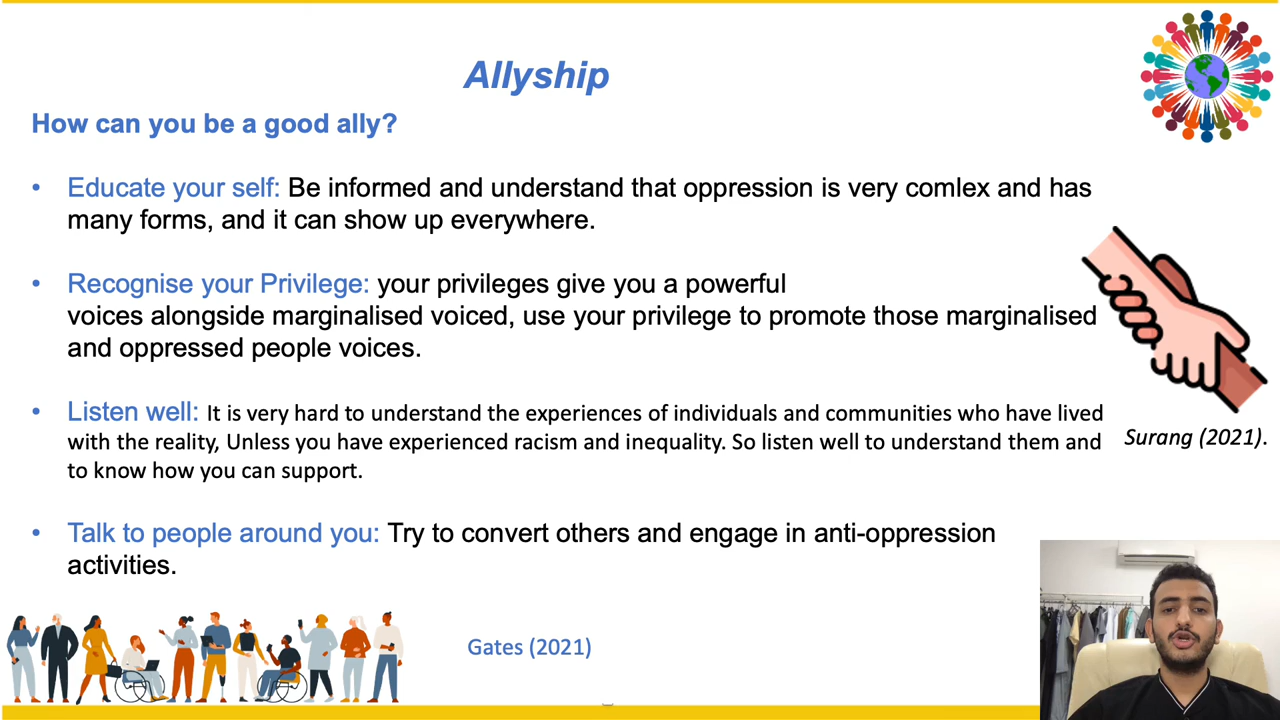 Allyship
How can you be a good ally?
• Educate your self: Be informed and understand that oppression is very comlex and has
many forms, and it can show up everywhere.
• Recognise your Privilege: your privileges give you a powerful
voices alongside marginalised voiced, use your privilege to promote those marginalised
and oppressed people voices.
• Listen well: It is very hard to understand the experiences of individuals and communities who have lived
with the reality, Unless you have experienced racism and inequality. So listen well to understand them and
to know how you can support.
Surang (2021).
• Talk to people around you: Try to convert others and engage in anti-oppression
activities.
Gates (2021)